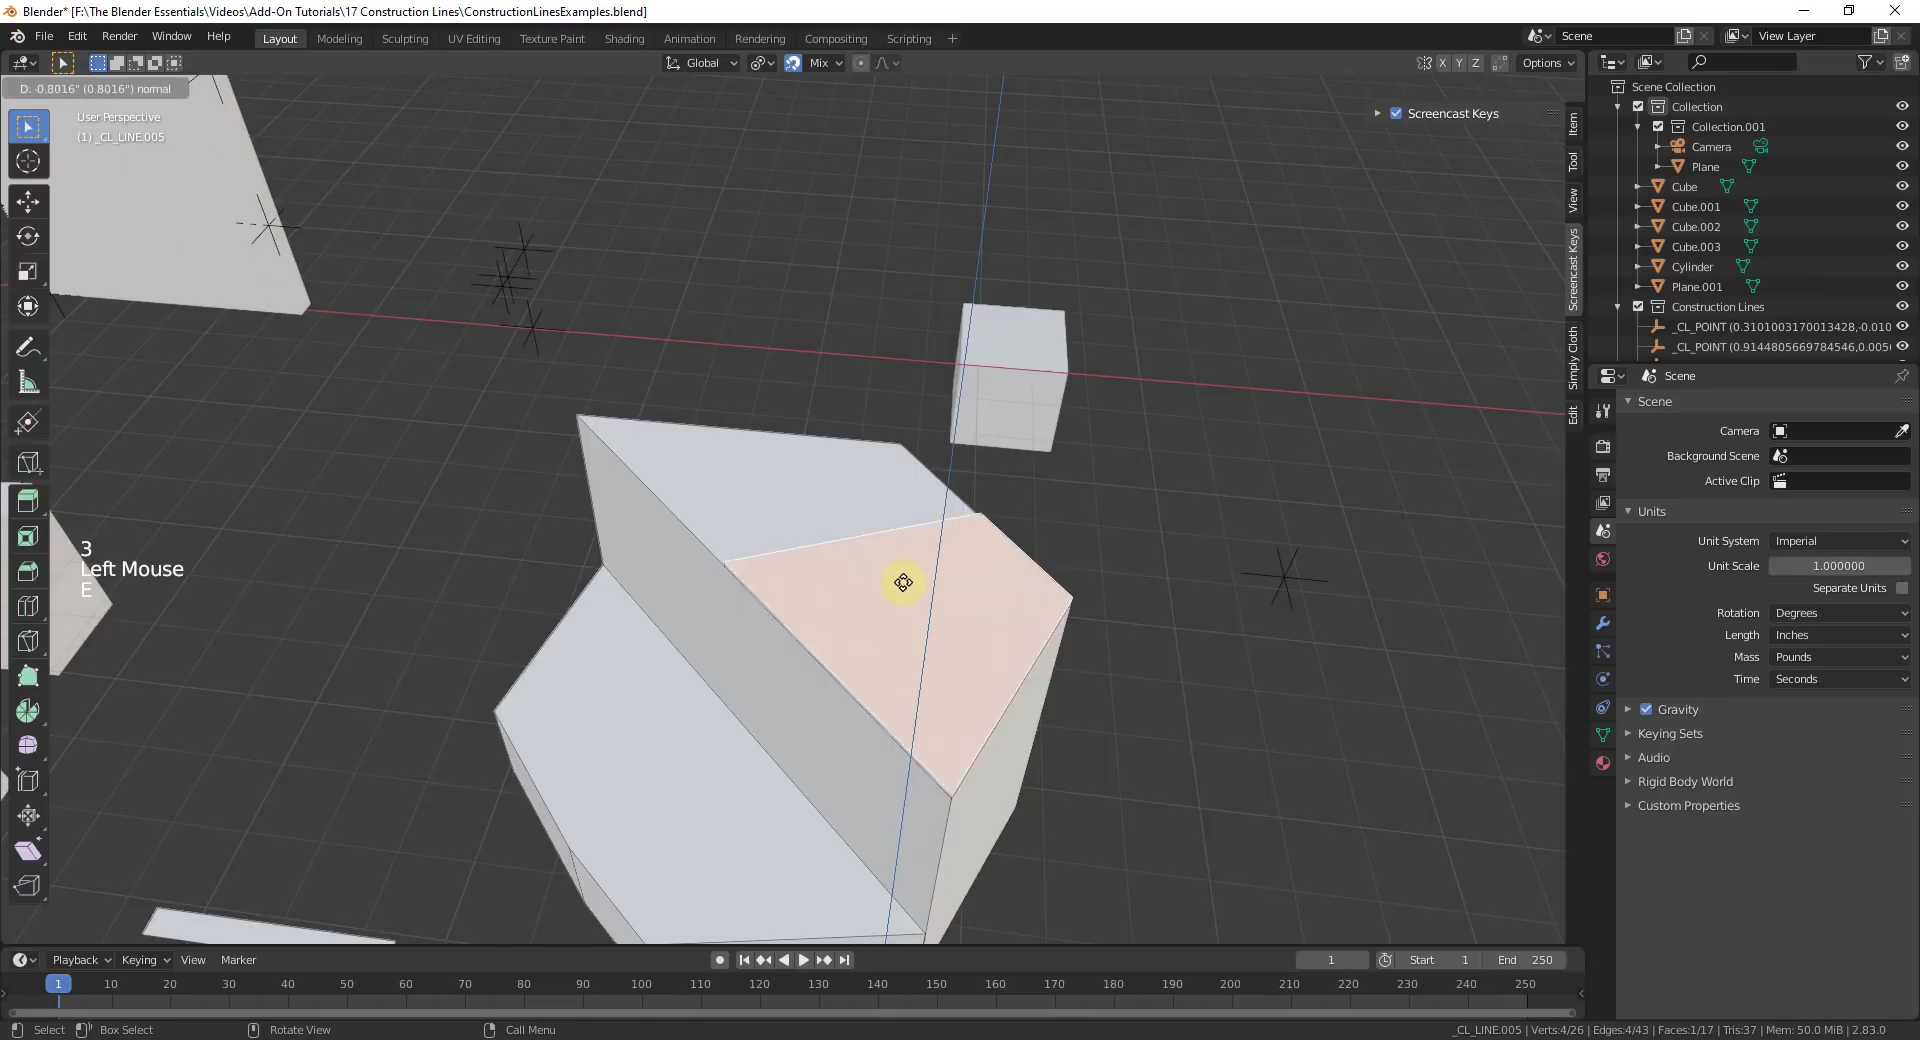 Blender* [F:\The Blender Essentials\Videos\Add-On Tutorials\17 Construction Lines\ConstructionLinesExamples.blend]
File Edit Render Window Help Layout Modeling Sculpting UV Editing Texture Paint Shading Animation Rendering Compositing Scripting + Scene View Layer
Global Mix X Y Z Options
D: -0.8016" (0.8016") normal
User Perspective
(1) _CL_LINE.005
Screencast Keys
Item
Tool
View
Screencast Keys
Simply Cloth
Edit
3
Left Mouse
E
Scene Collection
Collection
Collection.001
Camera
Plane
Cube
Cube.001
Cube.002
Cube.003
Cylinder
Plane.001
Construction Lines
_CL_POINT (0.3101003170013428,-0.010
_CL_POINT (0.9144805669784546,0.005(
Scene
Scene
Camera
Background Scene
Active Clip
Units
Unit System Imperial
Unit Scale 1.000000
Separate Units
Rotation Degrees
Length Inches
Mass Pounds
Time Seconds
Gravity
Keying Sets
Audio
Rigid Body World
Custom Properties
Playback Keying View Marker 1 Start 1 End 250
1 10 20 30 40 50 60 70 80 90 100 110 120 130 140 150 160 170 180 190 200 210 220 230 240 250
Select Box Select Rotate View Call Menu _CL_LINE.005 | Verts:4/26 | Edges:4/43 | Faces:1/17 | Tris:37 | Mem: 50.0 MiB | 2.83.0